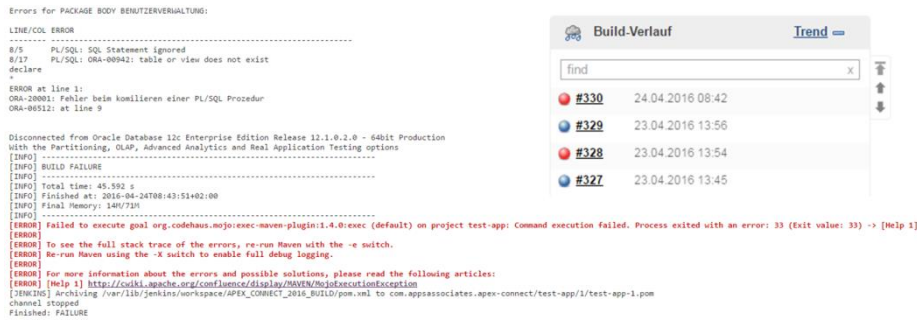 Errors for PACKAGE BODY BENUTZERVERWALTUNG:
LINE/COL ERROR
-------- -----------------------------------------------------------------
8/5 PL/SQL: SQL Statement ignored
8/17 PL/SQL: ORA-00942: table or view does not exist
declare
*
ERROR at line 1:
ORA-20001: Fehler beim komilieren einer PL/SQL Prozedur
ORA-06512: at line 9
Disconnected from Oracle Database 12c Enterprise Edition Release 12.1.0.2.0 - 64bit Production
With the Partitioning, OLAP, Advanced Analytics and Real Application Testing options
[INFO] ------------------------------------------------------------------------
[INFO] BUILD FAILURE
[INFO] ------------------------------------------------------------------------
[INFO] Total time: 45.592 s
[INFO] Finished at: 2016-04-24T08:43:51+02:00
[INFO] Final Memory: 14M/71M
[INFO] ------------------------------------------------------------------------
[ERROR] Failed to execute goal org.codehaus.mojo:exec-maven-plugin:1.4.0:exec (default) on project test-app: Command execution failed. Process exited with an error: 33 (Exit value: 33) -> [Help 1]
[ERROR]
[ERROR] To see the full stack trace of the errors, re-run Maven with the -e switch.
[ERROR] Re-run Maven using the -X switch to enable full debug logging.
[ERROR]
[ERROR] For more information about the errors and possible solutions, please read the following articles:
[ERROR] [Help 1] http://cwiki.apache.org/confluence/display/MAVEN/MojoExecutionException
[JENKINS] Archiving /var/lib/jenkins/workspace/APEX_CONNECT_2016_BUILD/pom.xml to com.appsassociates.apex-connect/test-app/1/test-app-1.pom
channel stopped
Finished: FAILURE
Build-Verlauf Trend
find x
#330 24.04.2016 08:42
#329 23.04.2016 13:56
#328 23.04.2016 13:54
#327 23.04.2016 13:45